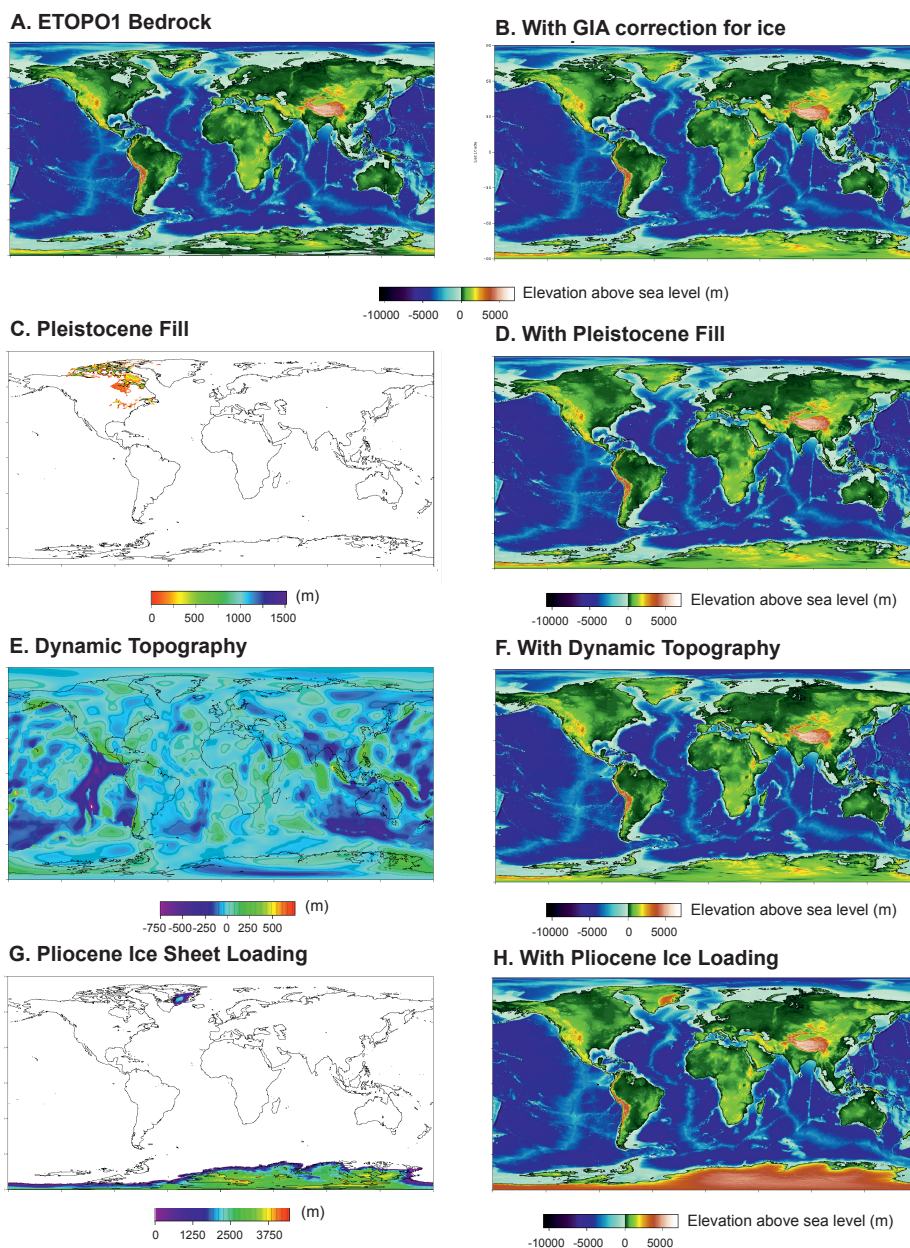 A. ETOPO1 Bedrock
B. With GIA correction for ice
-10000 -5000 0 5000
Elevation above sea level (m)
C. Pleistocene Fill
D. With Pleistocene Fill
0 500 1000 1500
(m)
-10000 -5000 0 5000
Elevation above sea level (m)
E. Dynamic Topography
F. With Dynamic Topography
-750 -500 -250 0 250 500
(m)
-10000 -5000 0 5000
Elevation above sea level (m)
G. Pliocene Ice Sheet Loading
H. With Pliocene Ice Loading
0 1250 2500 3750
(m)
-10000 -5000 0 5000
Elevation above sea level (m)